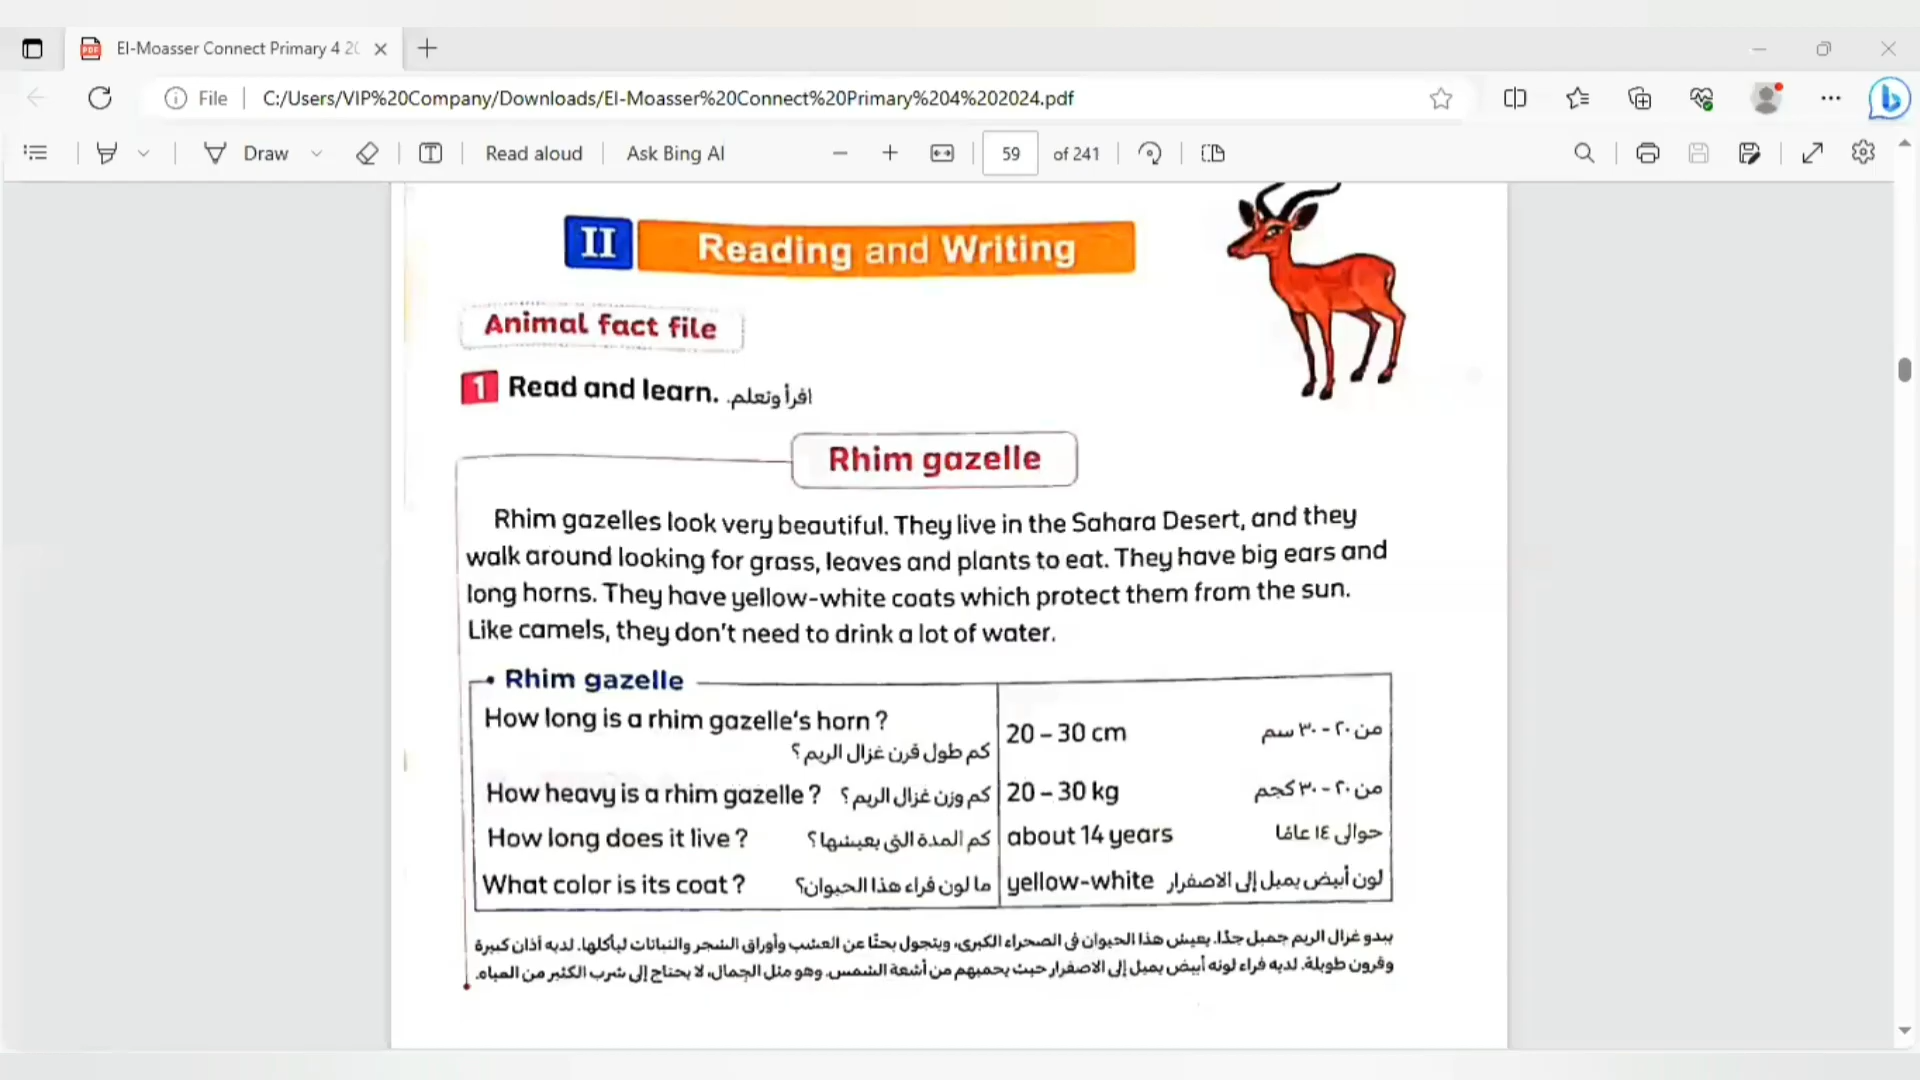 El-Moasser Connect Primary 4 20
File
C:/Users/VIP%20Company/Downloads/El-Moasser%20Connect%20Primary%204%202024.pdf
Draw
Read aloud
Ask Bing AI
59 of 241
II Reading and Writing
Animal fact file
1 Read and learn. اقرأ وتعلم.
Rhim gazelle
Rhim gazelles look very beautiful. They live in the Sahara Desert, and they
walk around looking for grass, leaves and plants to eat. They have big ears and
long horns. They have yellow-white coats which protect them from the sun.
Like camels, they don't need to drink a lot of water.
• Rhim gazelle
How long is a rhim gazelle's horn ?
كم طول قرن غزال الريم؟
20 – 30 cm من ٢٠ - ٣٠ سم
How heavy is a rhim gazelle ? كم وزن غزال الريم؟ 20 – 30 kg من ٢٠ - ٣٠ كجم
How long does it live ? كم المدة التى يعيشها؟ about 14 years حوالى ١٤ عامًا
What color is its coat ? ما لون فراء هذا الحيوان؟ yellow-white لون أبيض يميل إلى الاصفرار
يبدو غزال الريم جميل جدًا. يعيش هذا الحيوان فى الصحراء الكبرى، ويتجول بحثًا عن العشب وأوراق الشجر والنباتات ليأكلها. لديه آذان كبيرة
وقرون طويلة. لديه فراء لونه أبيض يميل إلى الاصفرار حيث يحميهم من أشعة الشمس. وهو مثل الجِمال، لا يحتاج إلى شرب الكثير من المياه.